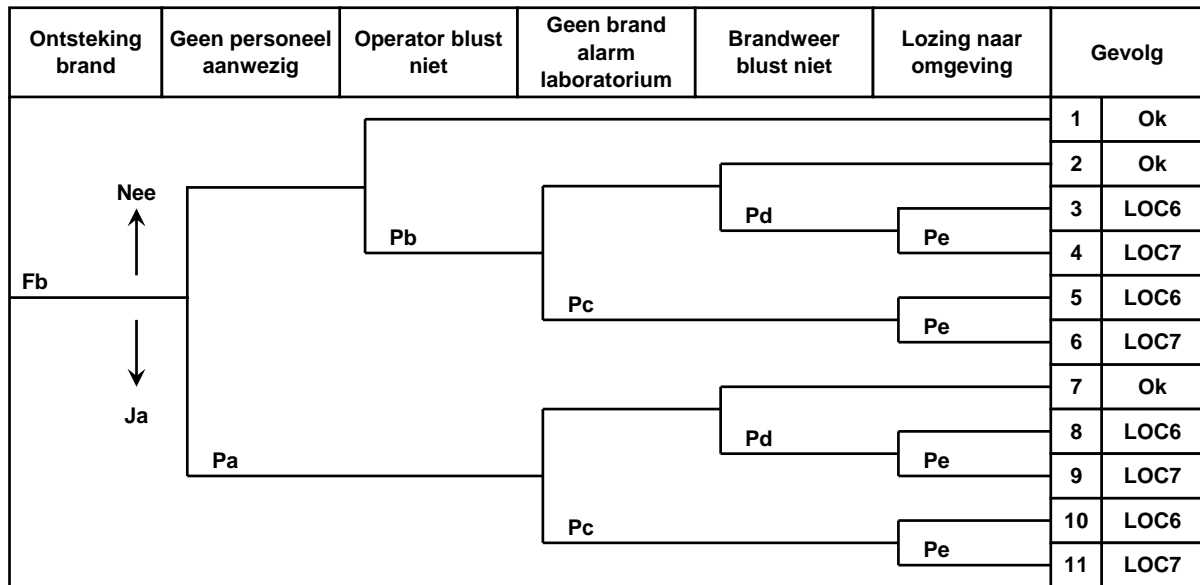 Ontsteking brand
Geen personeel aanwezig
Operator blust niet
Geen brand alarm laboratorium
Brandweer blust niet
Lozing naar omgeving
Gevolg
1 Ok
2 Ok
Nee
Pd
3 LOC6
Pb
Pe
4 LOC7
Fb
5 LOC6
Pc
Pe
6 LOC7
7 Ok
Ja
Pd
8 LOC6
Pa
Pe
9 LOC7
10 LOC6
Pc
Pe
11 LOC7